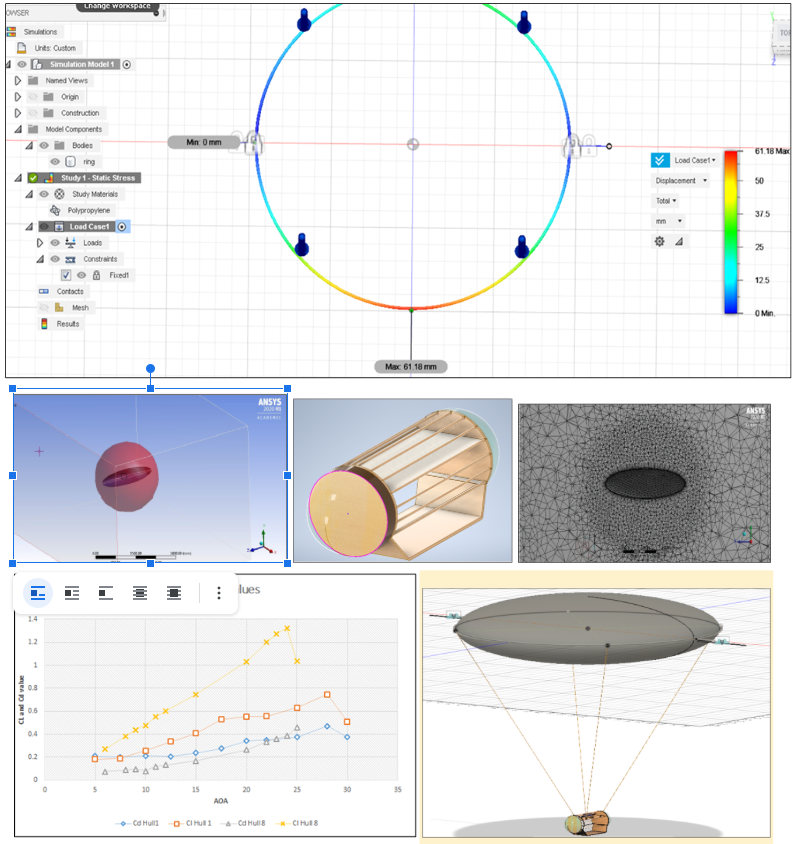 Change Workspace
OWSER
Simulations
Units: Custom
Simulation Model 1
Named Views
Origin
Construction
Model Components
Bodies
ring
Study 1 - Static Stress
Study Materials
Polypropylene
Load Case1
Loads
Constraints
Fixed1
Contacts
Mesh
Results
Min: 0 mm
Max: 61.18 mm
TOP
Z
Load Case1
Displacement
Total
mm
61.18 Max
50
37.5
25
12.5
0 Min.
ANSYS
ACADEMIC
ANSYS
lues
CL and Cd value
1.4
1.2
1
0.8
0.6
0.4
0.2
0
0
5
10
15
20
25
30
35
AOA
Cd Hull1
Cl Hull 1
Cd Hull 8
Cl Hull 8